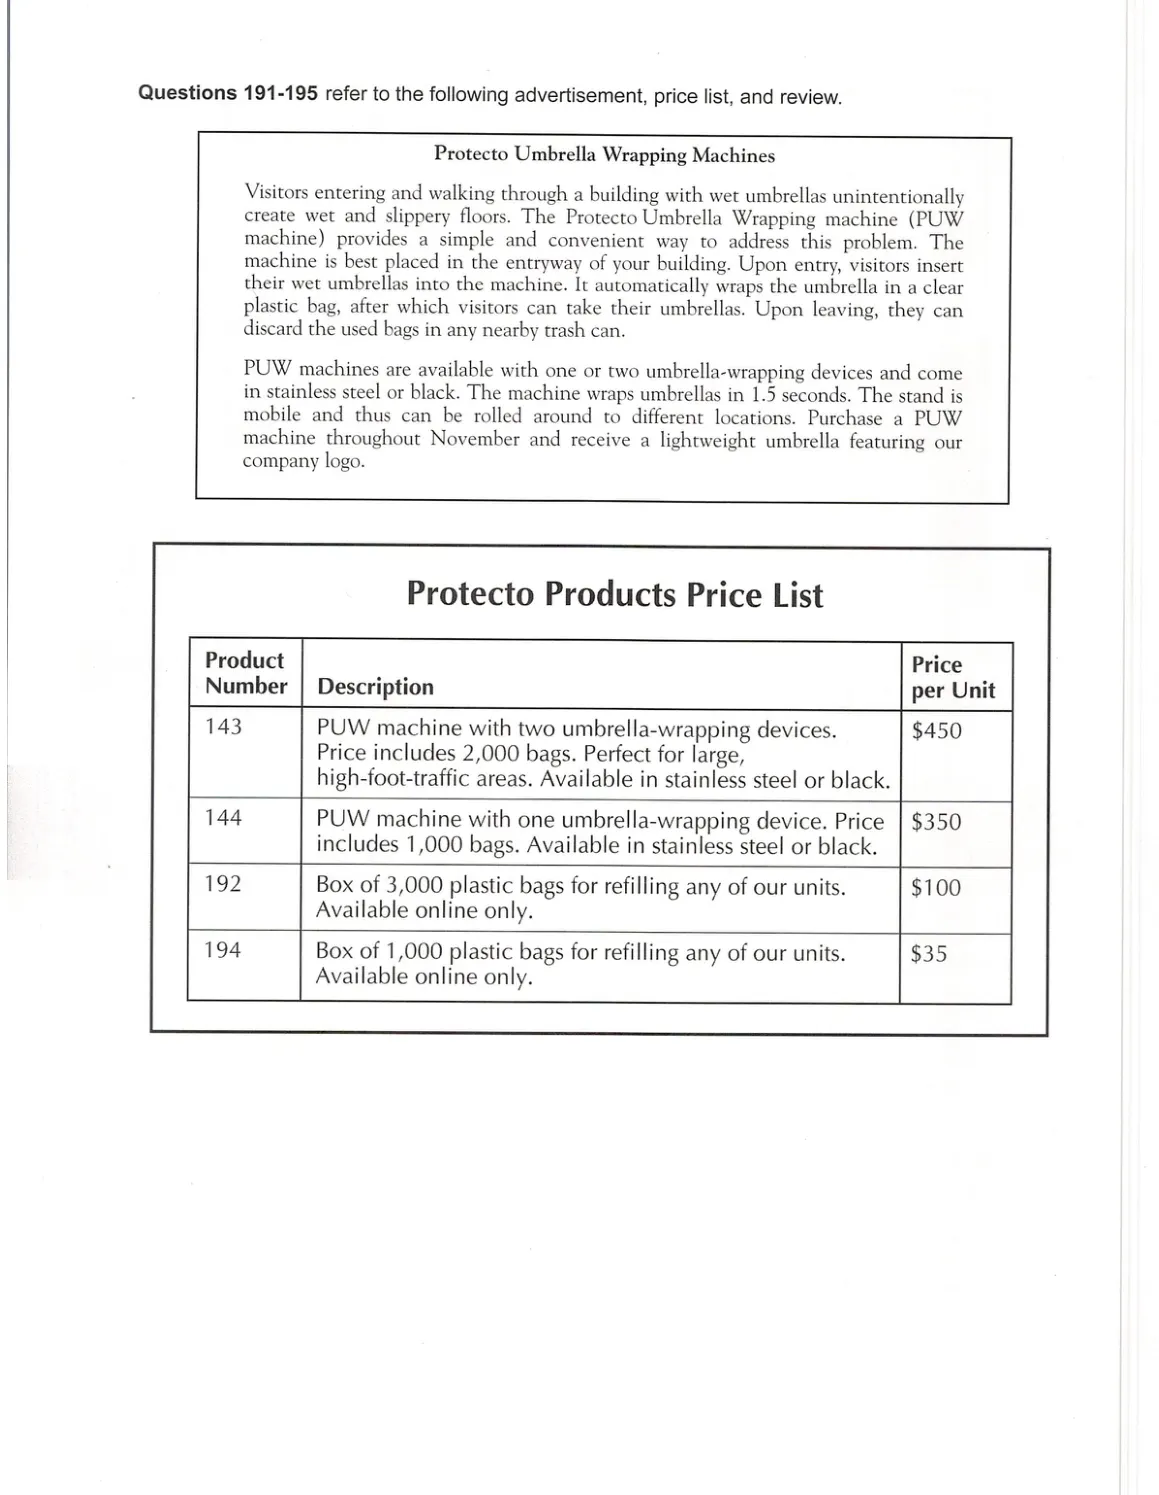 Questions 191-195 refer to the following advertisement, price list, and review.
Protecto Umbrella Wrapping Machines
Visitors entering and walking through a building with wet umbrellas unintentionally
create wet and slippery floors. The Protecto Umbrella Wrapping machine (PUW
machine) provides a simple and convenient way to address this problem. The
machine is best placed in the entryway of your building. Upon entry, visitors insert
their wet umbrellas into the machine. It automatically wraps the umbrella in a clear
plastic bag, after which visitors can take their umbrellas. Upon leaving, they can
discard the used bags in any nearby trash can.
PUW machines are available with one or two umbrella-wrapping devices and come
in stainless steel or black. The machine wraps umbrellas in 1.5 seconds. The stand is
mobile and thus can be rolled around to different locations. Purchase a PUW
machine throughout November and receive a lightweight umbrella featuring our
company logo.
Protecto Products Price List
Product
Number
Description
Price
per Unit
143
PUW machine with two umbrella-wrapping devices.
Price includes 2,000 bags. Perfect for large,
high-foot-traffic areas. Available in stainless steel or black.
$450
144
PUW machine with one umbrella-wrapping device. Price
includes 1,000 bags. Available in stainless steel or black.
$350
192
Box of 3,000 plastic bags for refilling any of our units.
Available online only.
$100
194
Box of 1,000 plastic bags for refilling any of our units.
Available online only.
$35